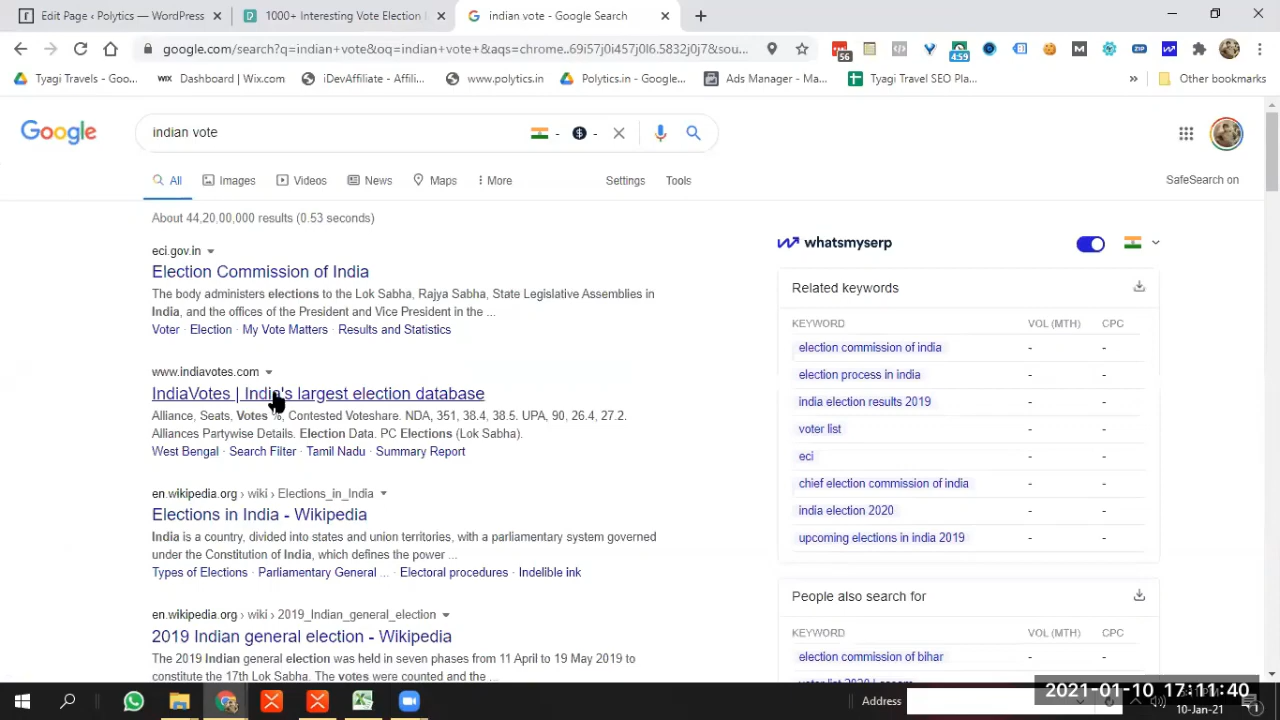 Edit Page ‹ Polytics — WordPress
1000+ Interesting Vote Election
indian vote - Google Search
google.com/search?q=indian+vote&oq=indian+vote+&aqs=chrome..69i57j0i457j0l6.5832j0j7&sou...
56
4:59
ZIP
M
Tyagi Travels - Goo...
WIX Dashboard | Wix.com
iDevAffiliate - Affili...
www.polytics.in
Polytics.in - Google...
Ads Manager - Ma...
Tyagi Travel SEO Pla...
Other bookmarks
Google
indian vote
All
Images
Videos
News
Maps
More
Settings
Tools
SafeSearch on
About 44,20,00,000 results (0.53 seconds)
eci.gov.in
Election Commission of India
The body administers elections to the Lok Sabha, Rajya Sabha, State Legislative Assemblies in
India, and the offices of the President and Vice President in the ...
Voter · Election · My Vote Matters · Results and Statistics
www.indiavotes.com
IndiaVotes | India's largest election database
Alliance, Seats, Votes %, Contested Voteshare. NDA, 351, 38.4, 38.5. UPA, 90, 26.4, 27.2.
Alliances Partywise Details. Election Data. PC Elections (Lok Sabha).
West Bengal · Search Filter · Tamil Nadu · Summary Report
en.wikipedia.org › wiki › Elections_in_India
Elections in India - Wikipedia
India is a country, divided into states and union territories, with a parliamentary system governed
under the Constitution of India, which defines the power ...
Types of Elections · Parliamentary General ... · Electoral procedures · Indelible ink
en.wikipedia.org › wiki › 2019_Indian_general_election
2019 Indian general election - Wikipedia
The 2019 Indian general election was held in seven phases from 11 April to 19 May 2019 to
constitute the 17th Lok Sabha. The votes were counted and the ...
whatsmyserp
Related keywords
KEYWORD VOL (MTH) CPC
election commission of india - -
election process in india - -
india election results 2019 - -
voter list - -
eci - -
chief election commission of india - -
india election 2020 - -
upcoming elections in india 2019 - -
People also search for
KEYWORD VOL (MTH) CPC
election commission of bihar - -
Address
2021-01-10 17:11:40
10-Jan-21